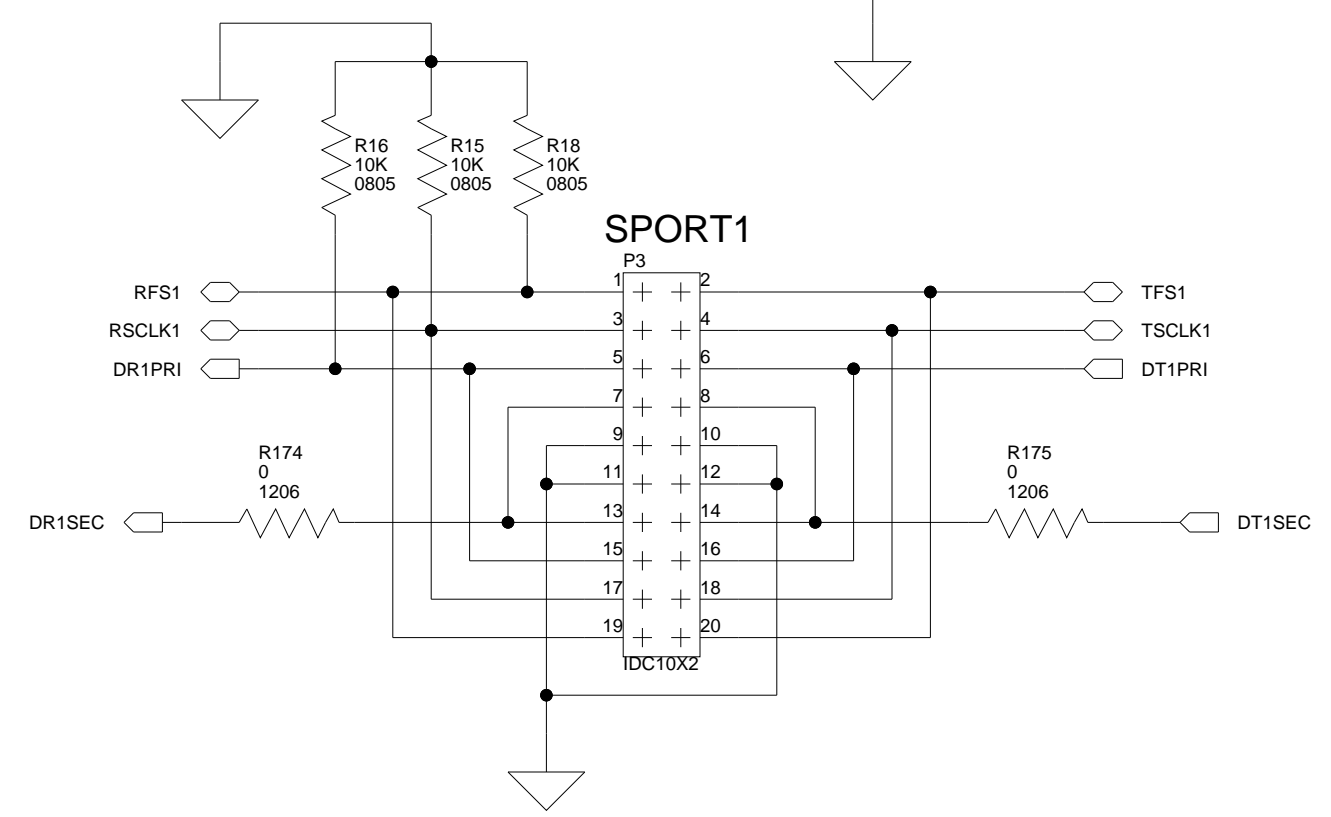 R16
10K
0805
R15
10K
0805
R18
10K
0805
SPORT1
P3
RFS1
1
2
TFS1
RSCLK1
3
4
TSCLK1
DR1PRI
5
6
DT1PRI
7
8
9
10
R174
0
1206
R175
0
1206
11
12
DR1SEC
13
14
DT1SEC
15
16
17
18
19
20
IDC10X2